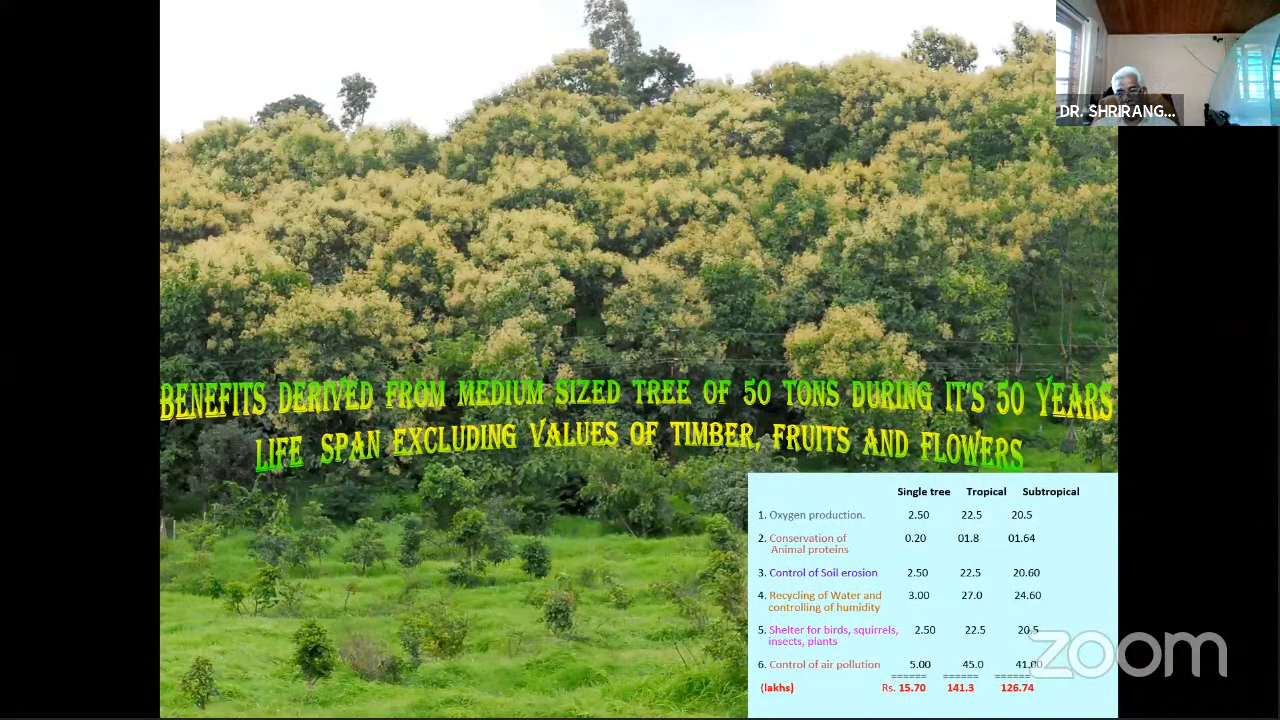 DR. SHRIRANG...
BENEFITS DERIVED FROM MEDIUM SIZED TREE OF 50 TONS DURING IT'S 50 YEARS
LIFE SPAN EXCLUDING VALUES OF TIMBER, FRUITS AND FLOWERS
Single tree Tropical Subtropical
1. Oxygen production. 2.50 22.5 20.5
2. Conservation of 0.20 01.8 01.64
Animal proteins
3. Control of Soil erosion 2.50 22.5 20.60
4. Recycling of Water and 3.00 27.0 24.60
controlling of humidity
5. Shelter for birds, squirrels, 2.50 22.5 20.5
insects, plants
6. Control of air pollution 5.00 45.0 41.00
====== ====== ======
(lakhs) Rs. 15.70 141.3 126.74
zoom